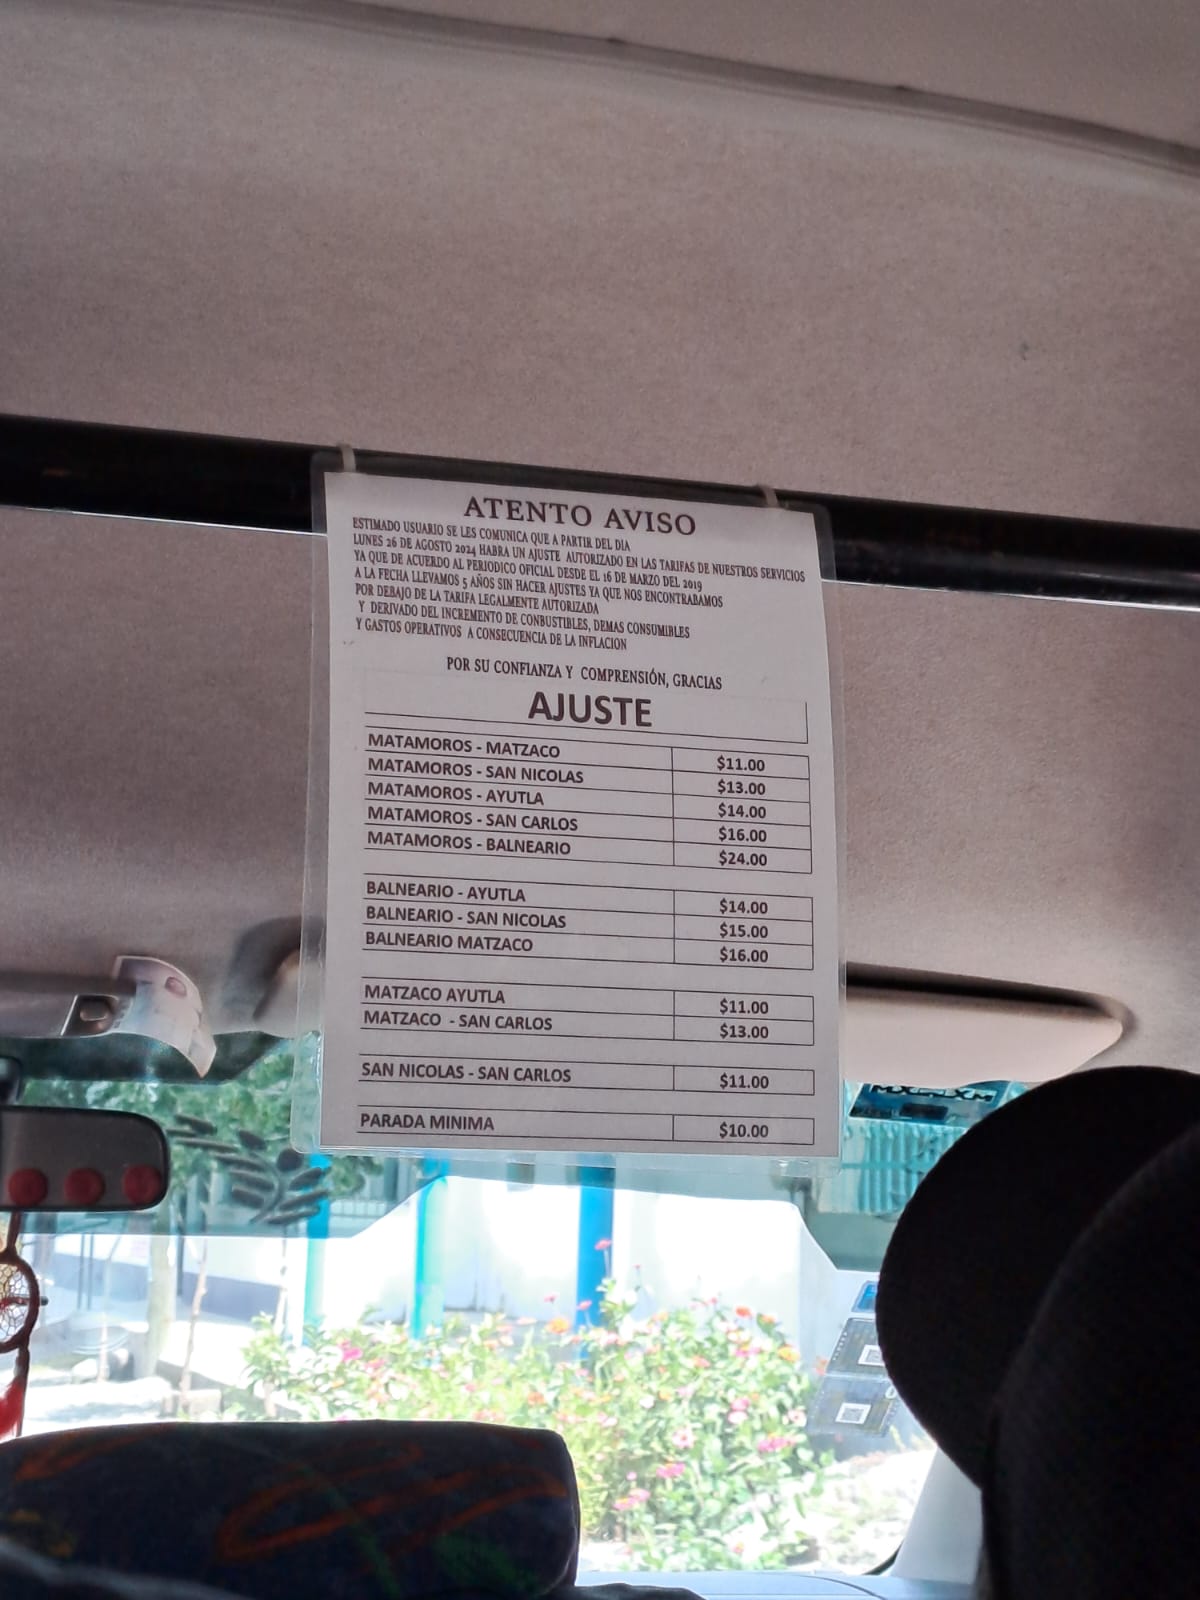 ATENTO AVISO
ESTIMADO USUARIO SE LES COMUNICA QUE A PARTIR DEL DIA
LUNES 26 DE AGOSTO 2024 HABRA UN AJUSTE AUTORIZADO EN LAS TARIFAS DE NUESTROS SERVICIOS
YA QUE DE ACUERDO AL PERIODICO OFICIAL DESDE EL 16 DE MARZO DEL 2019
A LA FECHA LLEVAMOS 5 AÑOS SIN HACER AJUSTES YA QUE NOS ENCONTRABAMOS
POR DEBAJO DE LA TARIFA LEGALMENTE AUTORIZADA
Y DERIVADO DEL INCREMENTO DE CONBUSTIBLES, DEMAS CONSUMIBLES
Y GASTOS OPERATIVOS A CONSECUENCIA DE LA INFLACION
POR SU CONFIANZA Y COMPRENSIÓN, GRACIAS
AJUSTE
MATAMOROS - MATZACO $11.00
MATAMOROS - SAN NICOLAS $13.00
MATAMOROS - AYUTLA $14.00
MATAMOROS - SAN CARLOS $16.00
MATAMOROS - BALNEARIO $24.00
BALNEARIO - AYUTLA $14.00
BALNEARIO - SAN NICOLAS $15.00
BALNEARIO MATZACO $16.00
MATZACO AYUTLA $11.00
MATZACO - SAN CARLOS $13.00
SAN NICOLAS - SAN CARLOS $11.00
PARADA MINIMA $10.00